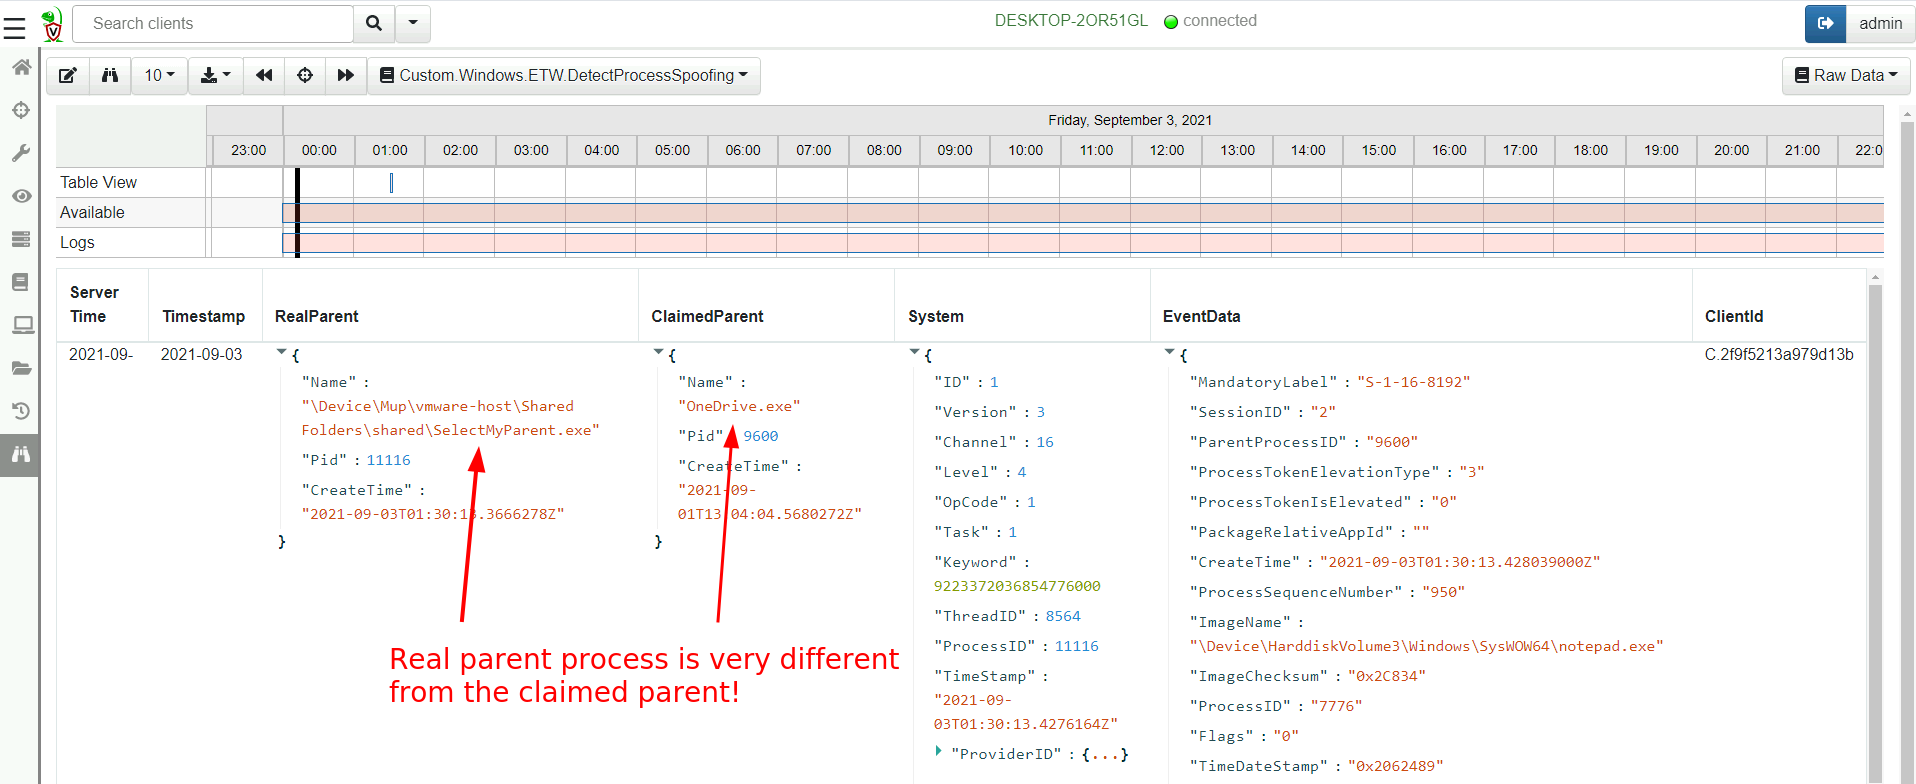 Search clients
DESKTOP-2OR51GL connected
admin
10
Custom.Windows.ETW.DetectProcessSpoofing
Raw Data
Friday, September 3, 2021
23:00 00:00 01:00 02:00 03:00 04:00 05:00 06:00 07:00 08:00 09:00 10:00 11:00 12:00 13:00 14:00 15:00 16:00 17:00 18:00 19:00 20:00 21:00 22:0
Table View
Available
Logs
Server
Time
Timestamp
RealParent
ClaimedParent
System
EventData
ClientId
2021-09-
2021-09-03
{
"Name" :
"\Device\Mup\vmware-host\Shared
Folders\shared\SelectMyParent.exe"
"Pid" : 11116
"CreateTime" :
"2021-09-03T01:30:13.3666278Z"
}
{
"Name" :
"OneDrive.exe"
"Pid" 9600
"CreateTime" :
"2021-09-
01T13:04:04.5680272Z"
}
{
"ID" : 1
"Version" : 3
"Channel" : 16
"Level" : 4
"OpCode" : 1
"Task" : 1
"Keyword" :
9223372036854776000
"ThreadID" : 8564
"ProcessID" : 11116
"TimeStamp" :
"2021-09-
03T01:30:13.4276164Z"
"ProviderID" : {...}
{
"MandatoryLabel" : "S-1-16-8192"
"SessionID" : "2"
"ParentProcessID" : "9600"
"ProcessTokenElevationType" : "3"
"ProcessTokenIsElevated" : "0"
"PackageRelativeAppId" : ""
"CreateTime" : "2021-09-03T01:30:13.428039000Z"
"ProcessSequenceNumber" : "950"
"ImageName" :
"\Device\HarddiskVolume3\Windows\SysWOW64\notepad.exe"
"ImageChecksum" : "0x2C834"
"ProcessID" : "7776"
"Flags" : "0"
"TimeDateStamp" : "0x2062489"
C.2f9f5213a979d13b
Real parent process is very different
from the claimed parent!